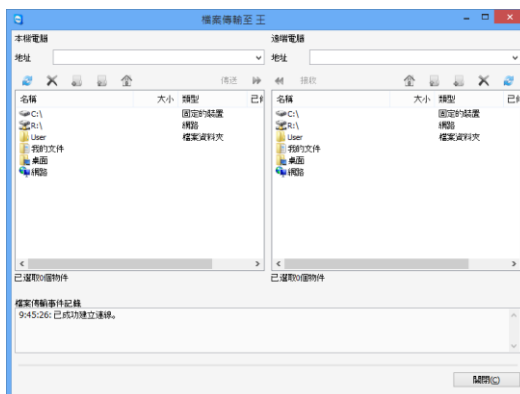 檔案傳輸至 王
本機電腦
地址
傳送
名稱 大小 類型 已
C:\ 固定的裝置
R:\ 網路
User 檔案資料夾
我的文件
桌面
網路
已選取0個物件
遠端電腦
地址
接收
名稱 大小 類型 已
C:\ 固定的裝置
R:\ 網路
User 檔案資料夾
我的文件
桌面
網路
已選取0個物件
檔案傳輸事件記錄
9:45:26: 已成功建立連線。
關閉(C)